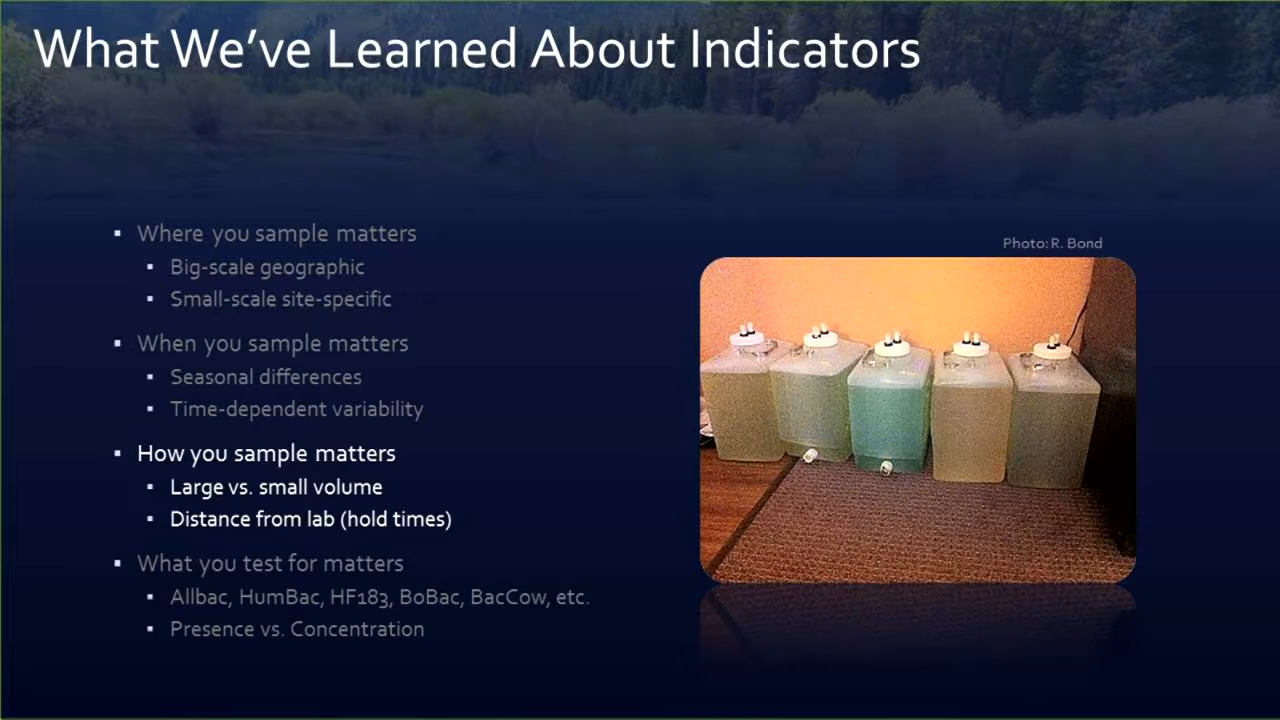 What We've Learned About Indicators
Where you sample matters
Big-scale geographic
Small-scale site-specific
When you sample matters
Seasonal differences
Time-dependent variability
How you sample matters
Large vs. small volume
Distance from lab (hold times)
What you test for matters
Allbac, HumBac, HF183, BoBac, BacCow, etc.
Presence vs. Concentration
Photo: R. Bond